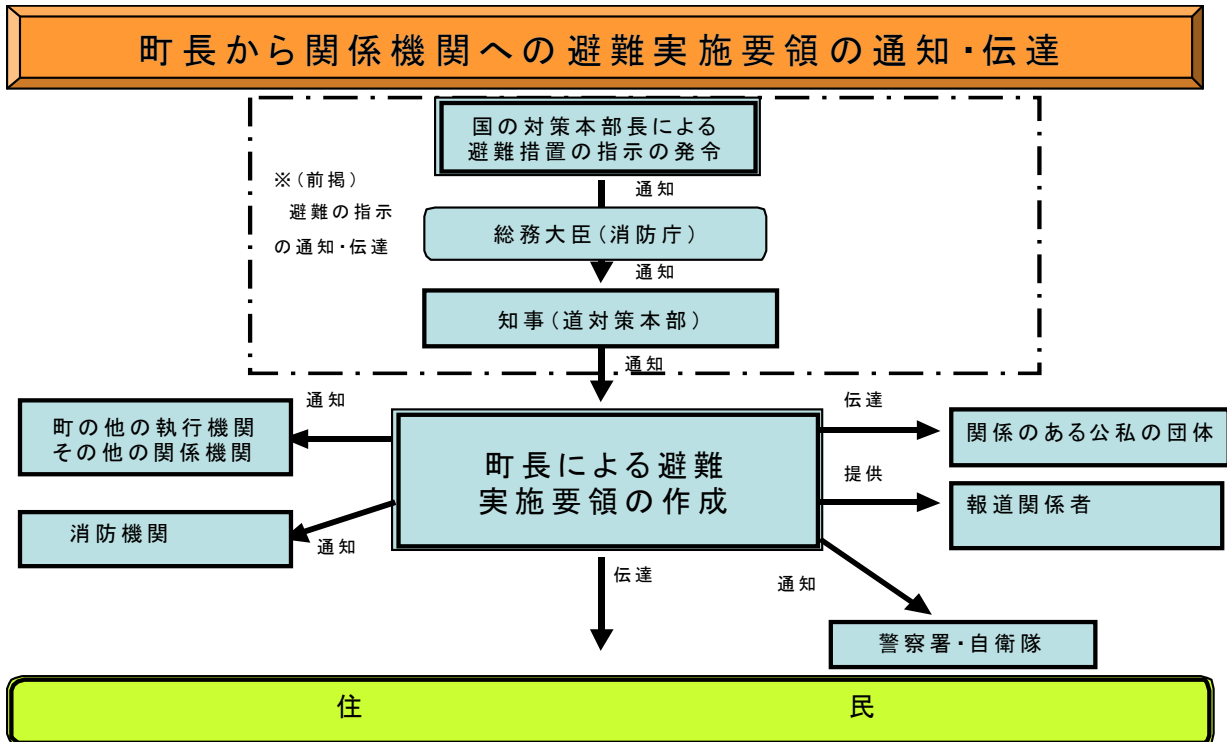 町長から関係機関への避難実施要領の通知・伝達
国の対策本部長による
避難措置の指示の発令
※(前掲)
避難の指示
の通知・伝達
通知
総務大臣(消防庁)
通知
知事(道対策本部)
通知
通知
町の他の執行機関
その他の関係機関
町長による避難
実施要領の作成
伝達
関係のある公私の団体
提供
報道関係者
消防機関
通知
伝達
通知
警察署・自衛隊
住民